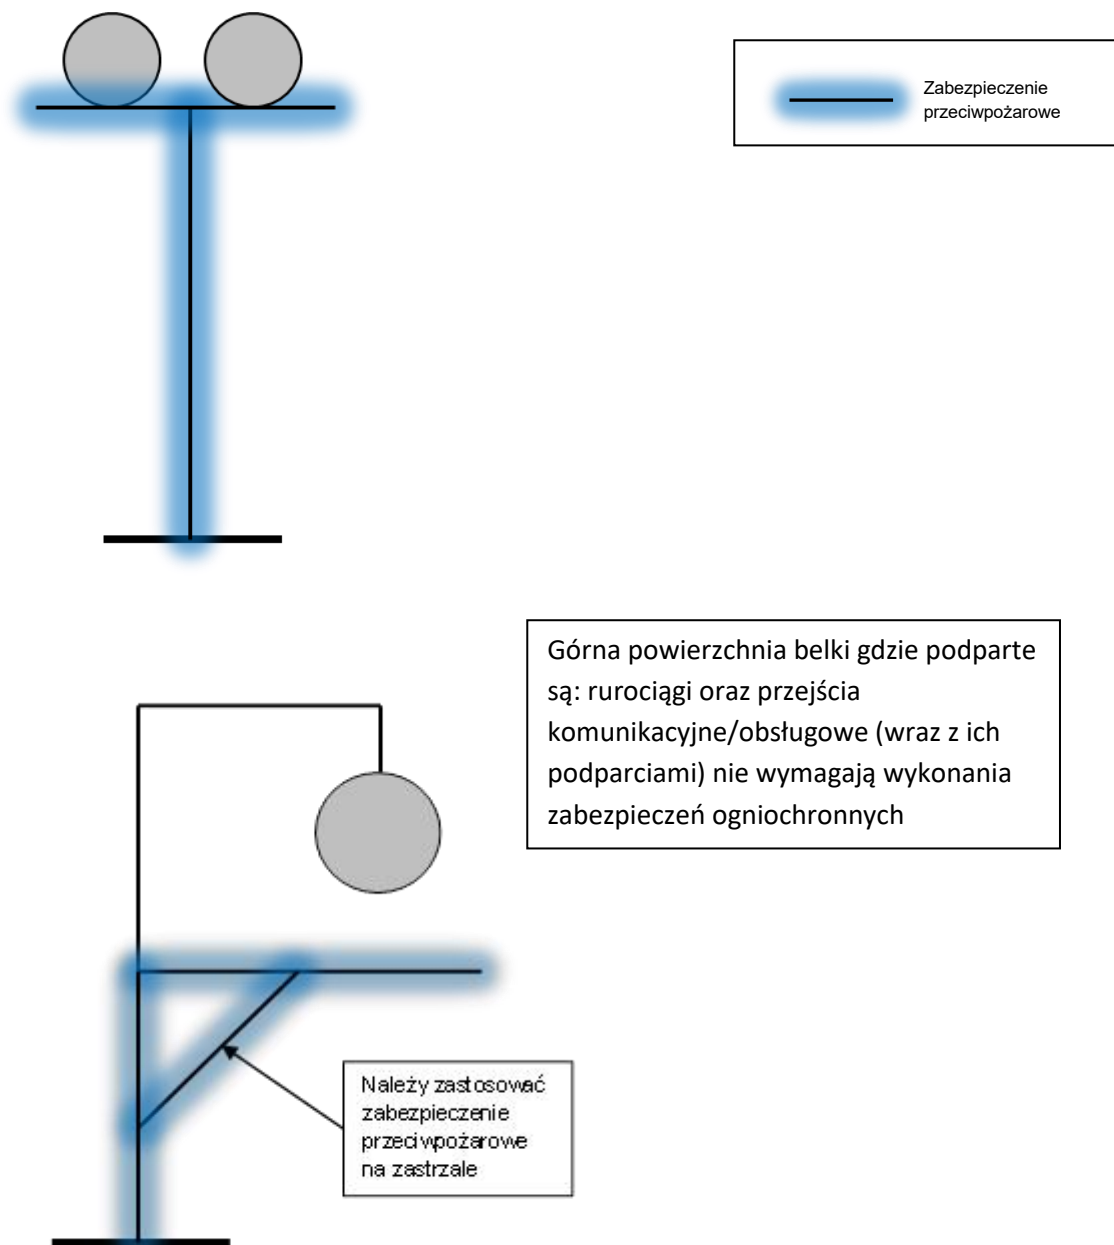 Zabezpieczenie
przeciwpożarowe
Górna powierzchnia belki gdzie podparte
są: rurociągi oraz przejścia
komunikacyjne/obsługowe (wraz z ich
podparciami) nie wymagają wykonania
zabezpieczeń ogniochronnych
Należy zastosować
zabezpieczenie
przeciwpożarowe
na zastrzale